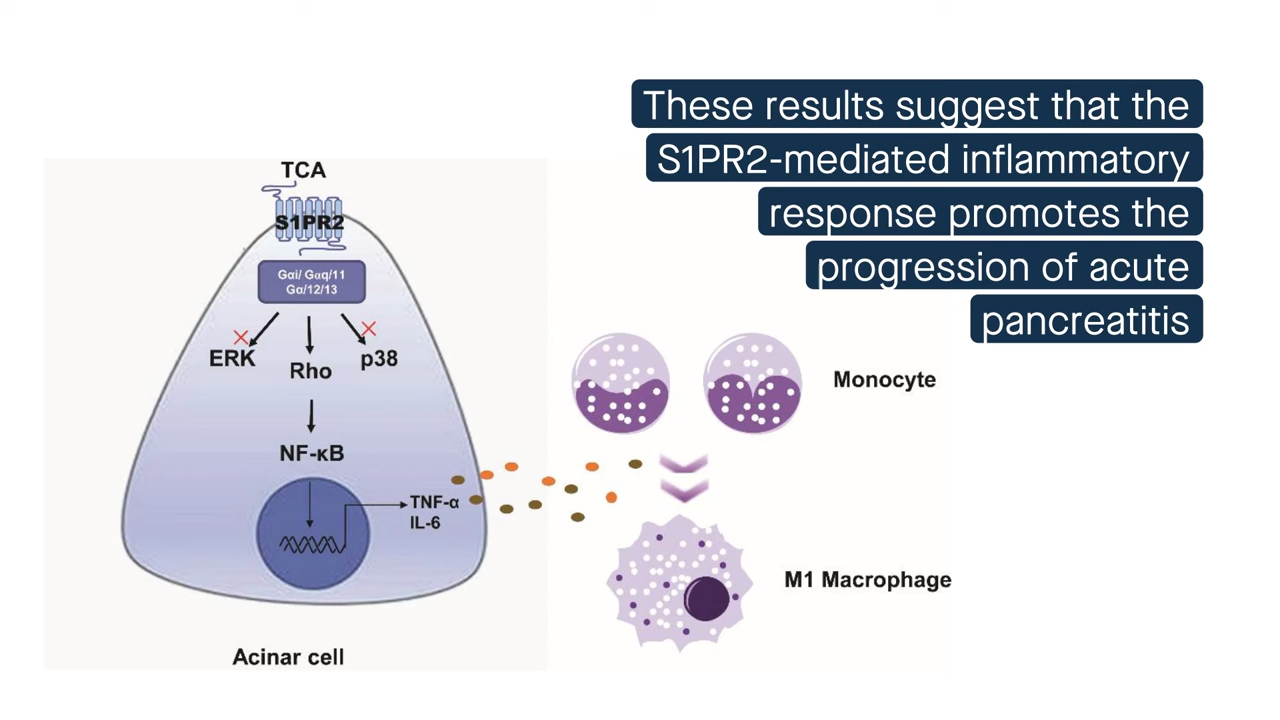 These results suggest that the
S1PR2-mediated inflammatory
response promotes the
progression of acute
pancreatitis
TCA
S1PR2
Gαi/ Gαq/11
Gα/12/13
ERK
Rho
p38
NF-κB
TNF-α
IL-6
Acinar cell
Monocyte
M1 Macrophage